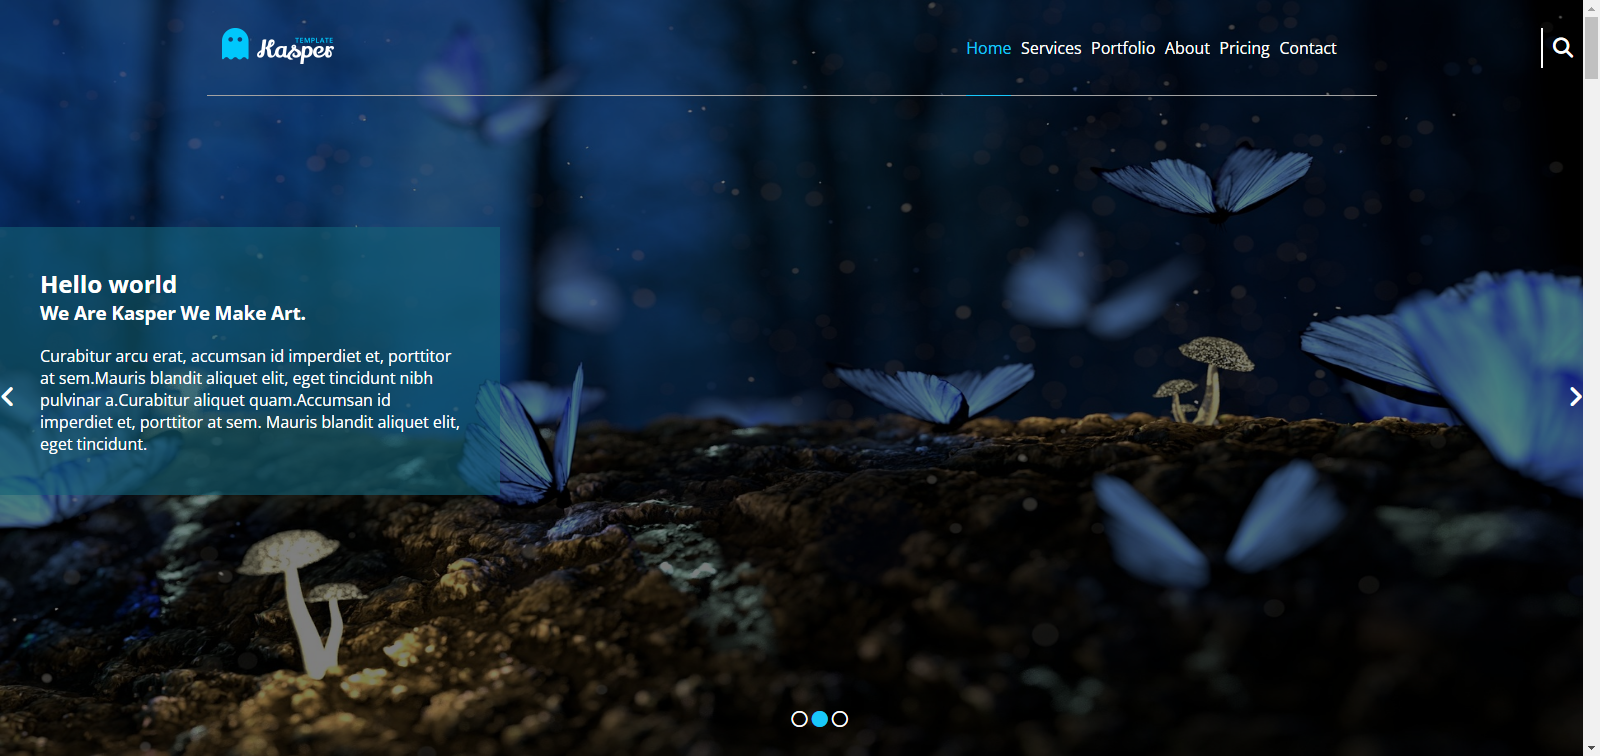 TEMPLATE
Kasper
Home Services Portfolio About Pricing Contact
Hello world
We Are Kasper We Make Art.
Curabitur arcu erat, accumsan id imperdiet et, porttitor
at sem.Mauris blandit aliquet elit, eget tincidunt nibh
pulvinar a.Curabitur aliquet quam.Accumsan id
imperdiet et, porttitor at sem. Mauris blandit aliquet elit,
eget tincidunt.